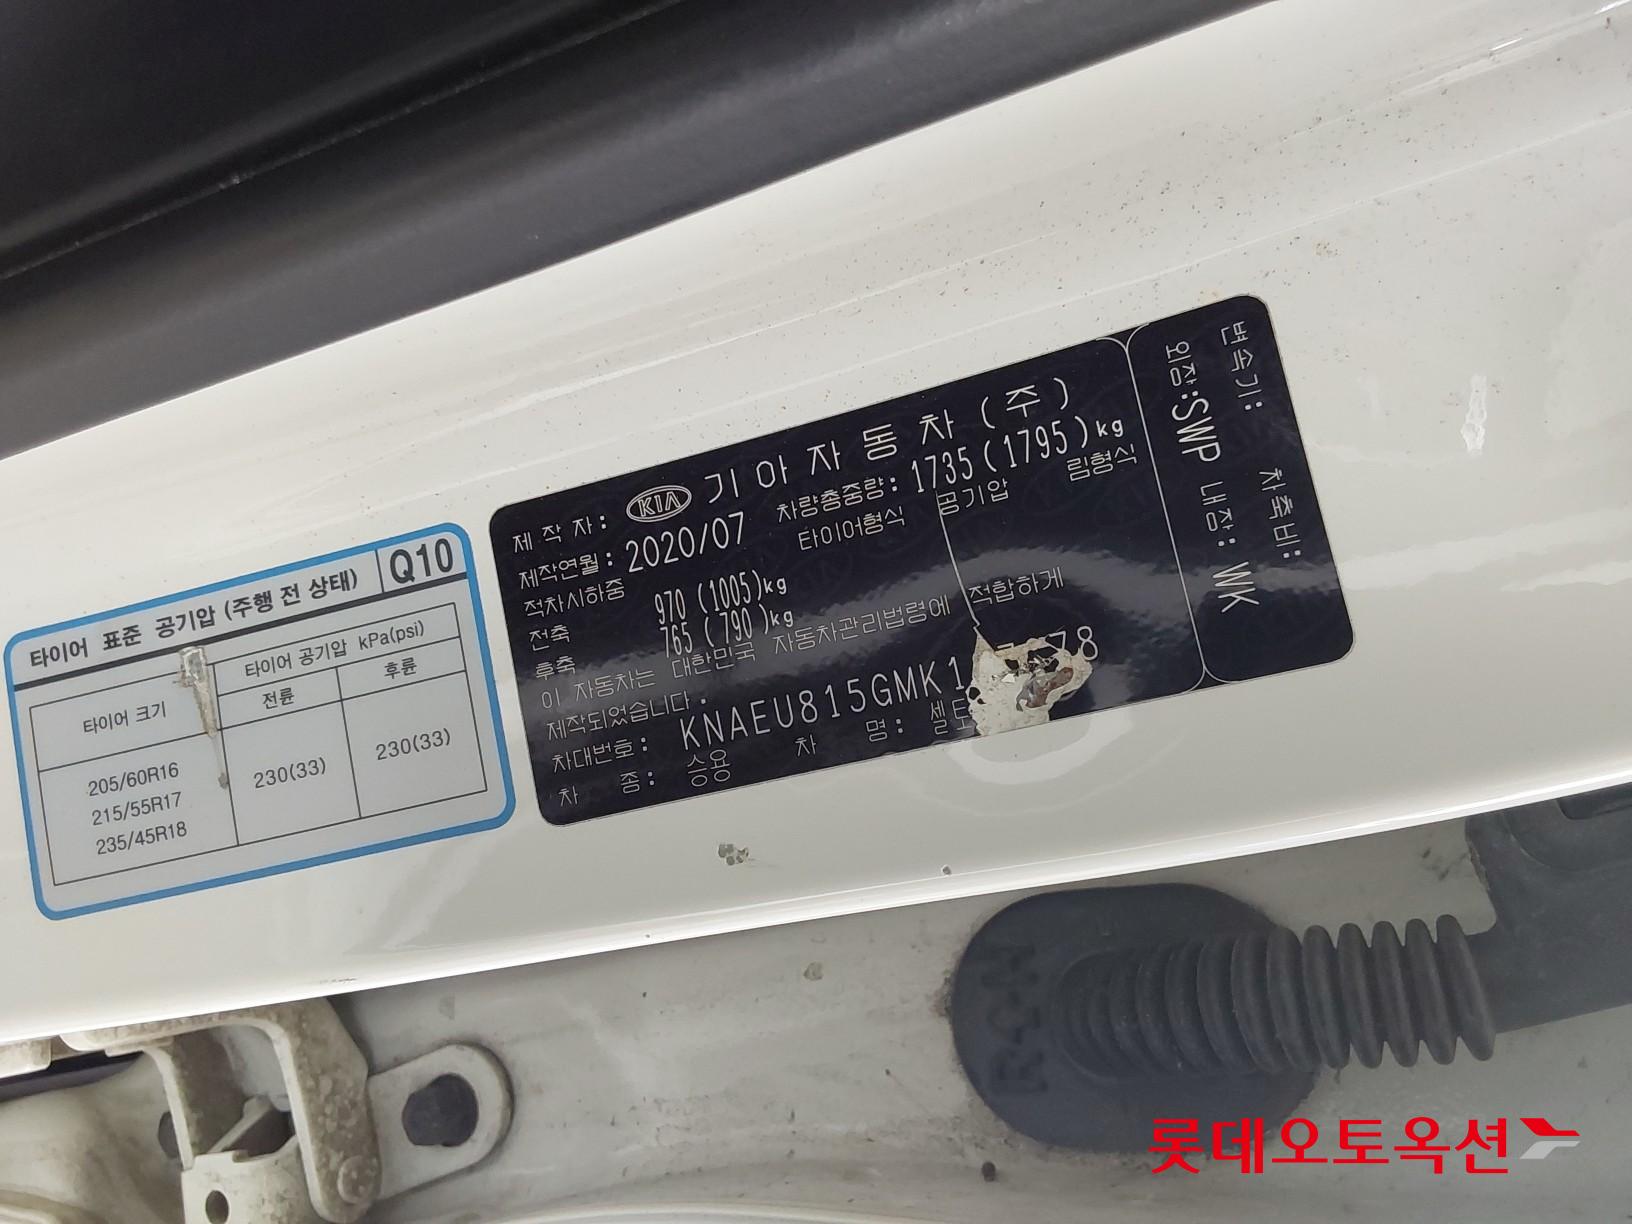 타이어 표준 공기압 (주행 전 상태) Q10
타이어 크기 타이어 공기압 kPa(psi)
전륜 후륜
205/60R16
215/55R17
235/45R18
230(33) 230(33)
제작자: KIA 기아자동차(주)
제작연월: 2020/07 차량총중량: 1735(1795)kg
적차시하중 타이어형식 공기압 림형식
전축 970(1005)kg
후축 765(790)kg
이 자동차는 대한민국 자동차관리법령에 적합하게
제작되었습니다.
차대번호: KNAEU815GMK1 78
차종: 승용 차명: 셀토
변속기: 차축비:
외장:SWP 내장: WK
롯데오토옥션